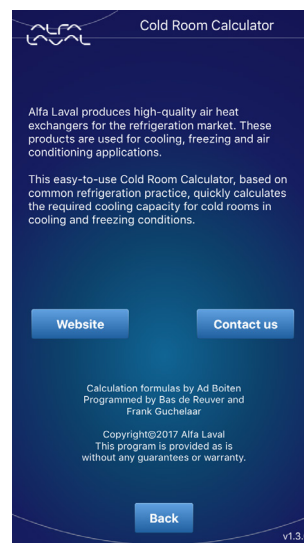 ALFA
LAVAL
Cold Room Calculator
Alfa Laval produces high-quality air heat
exchangers for the refrigeration market. These
products are used for cooling, freezing and air
conditioning applications.
This easy-to-use Cold Room Calculator, based on
common refrigeration practice, quickly calculates
the required cooling capacity for cold rooms in
cooling and freezing conditions.
Website
Contact us
Calculation formulas by Ad Boiten
Programmed by Bas de Reuver and
Frank Guchelaar
Copyright©2017 Alfa Laval
This program is provided as is
without any guarantees or warranty.
Back
v1.3.